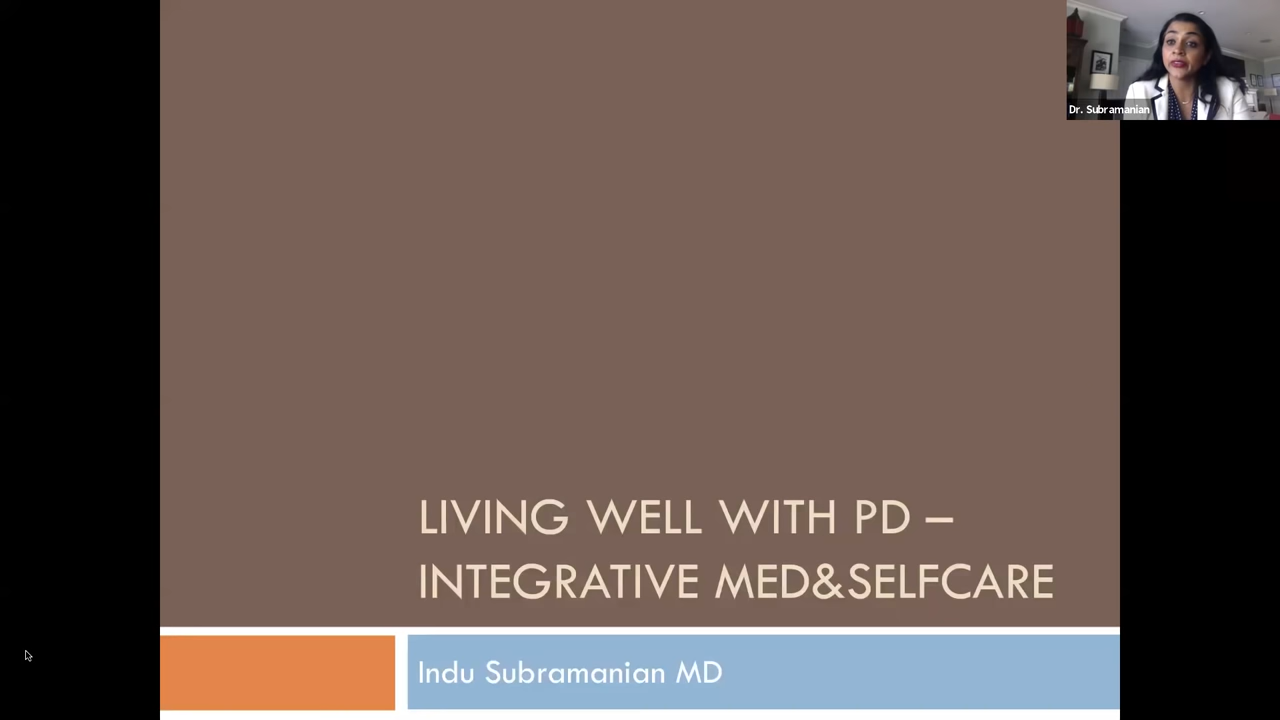 Dr. Subramanian
LIVING WELL WITH PD –
INTEGRATIVE MED&SELFCARE
Indu Subramanian MD